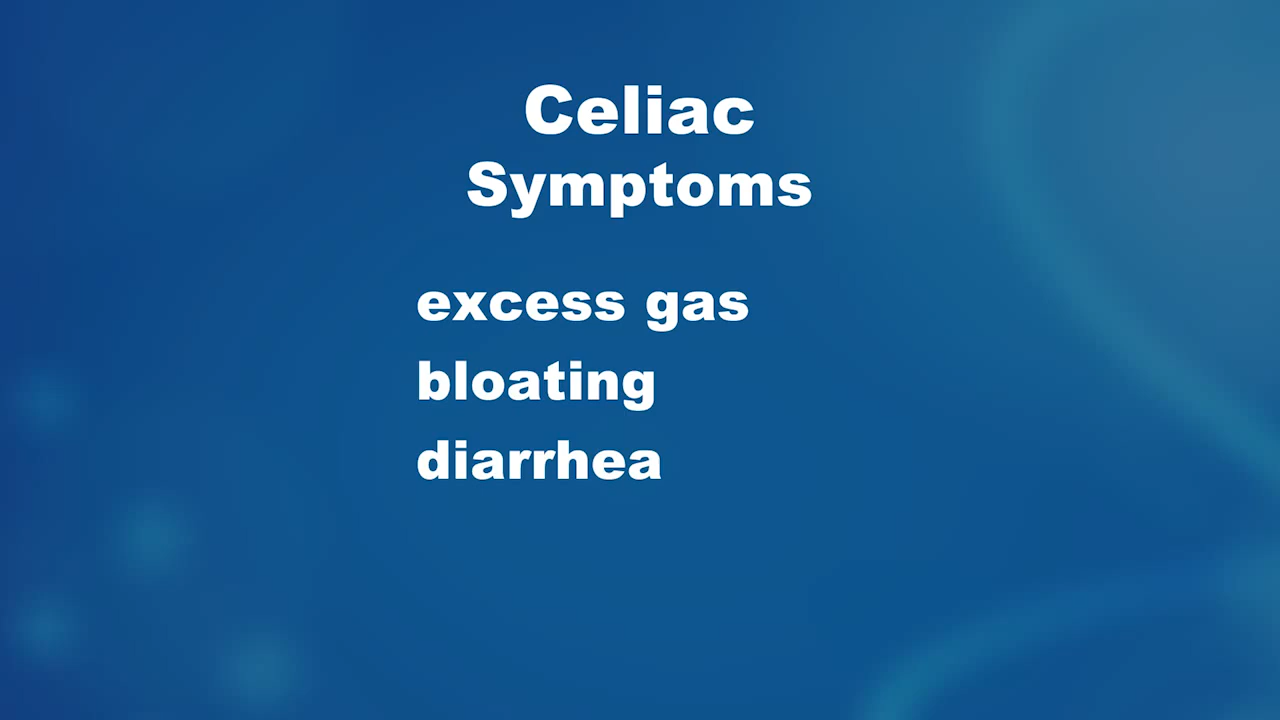 Celiac
Symptoms
excess gas
bloating
diarrhea